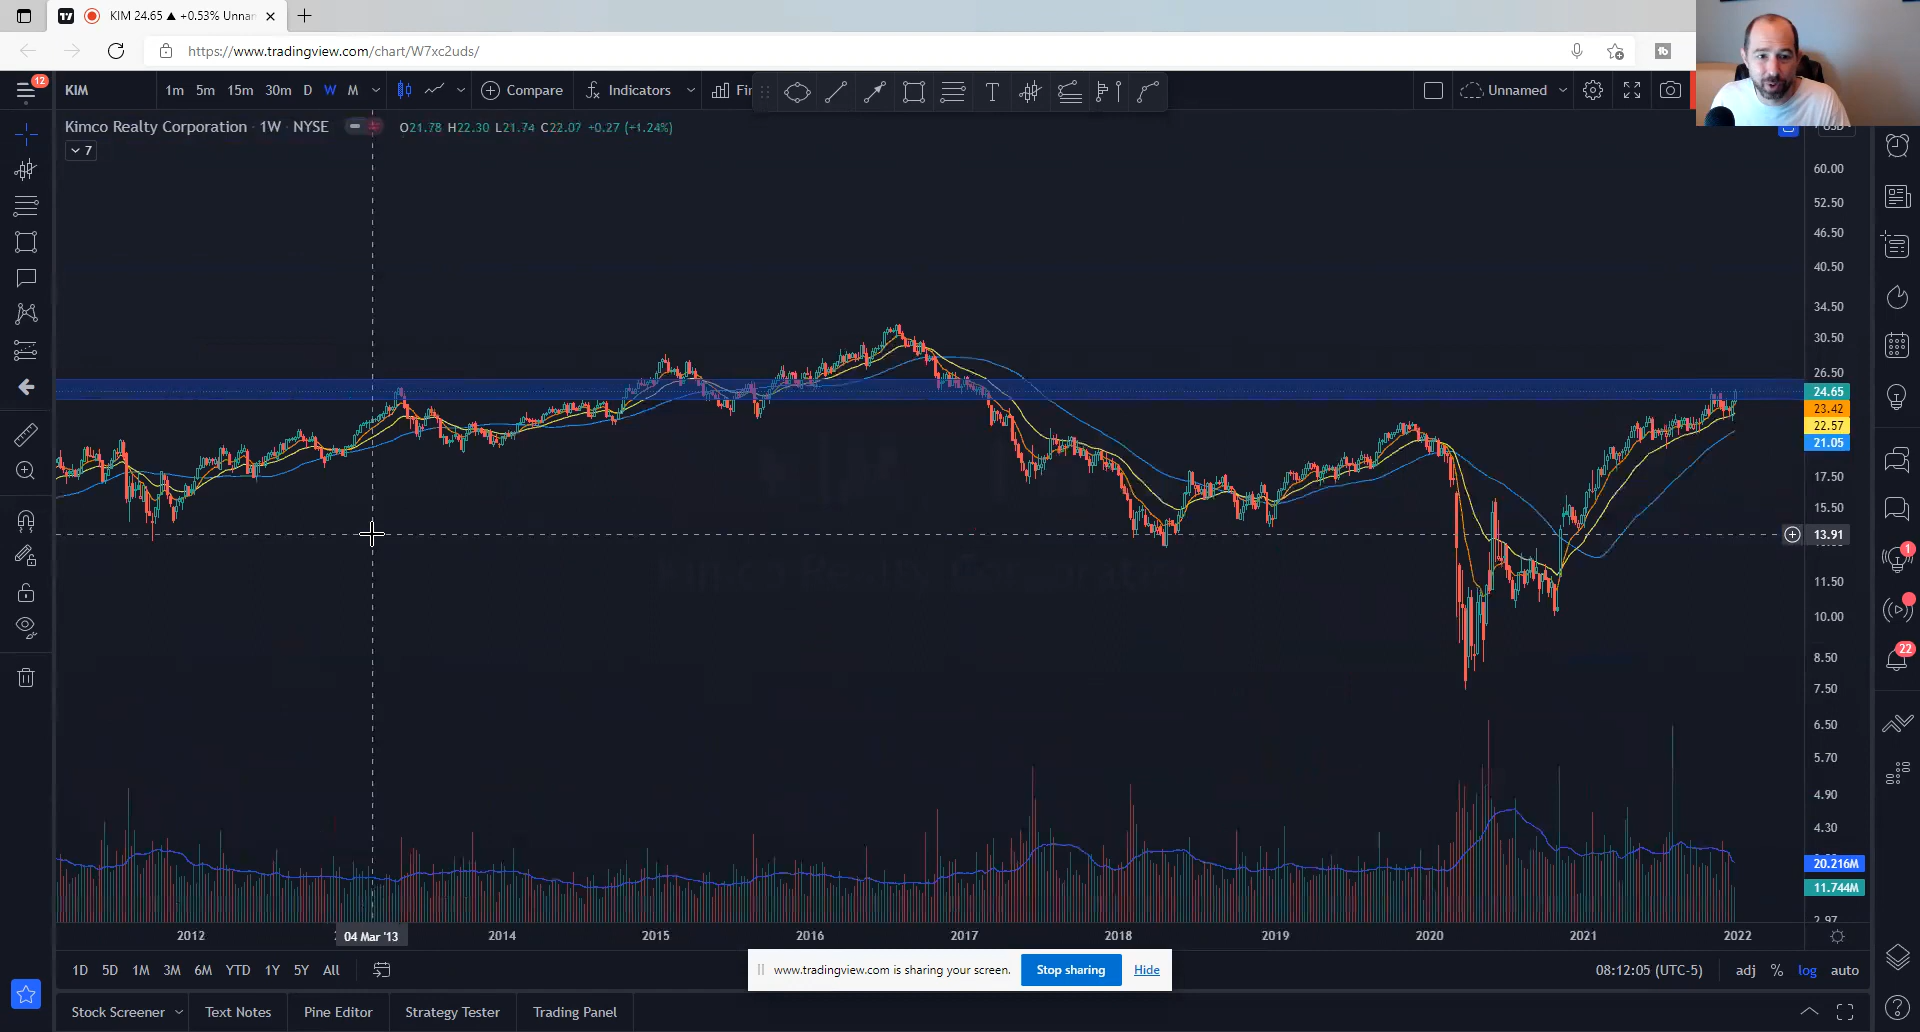 KIM 24.65 ▲ +0.53% Unnar
https://www.tradingview.com/chart/W7xc2uds/
12
KIM 1m 5m 15m 30m D W M Compare Indicators Fi T Unnamed
Kimco Realty Corporation · 1W · NYSE O21.78 H22.30 L21.74 C22.07 +0.27 (+1.24%)
7
60.00
52.50
46.50
40.50
34.50
30.50
26.50
24.65
23.42
22.57
21.05
17.50
15.50
13.91
11.50
10.00
8.50
7.50
6.50
5.70
4.90
4.30
20.216M
11.744M
2.97
1
22
2012 04 Mar '13 2014 2015 2016 2017 2018 2019 2020 2021 2022
1D 5D 1M 3M 6M YTD 1Y 5Y All
www.tradingview.com is sharing your screen. Stop sharing Hide
08:12:05 (UTC-5) adj % log auto
Stock Screener Text Notes Pine Editor Strategy Tester Trading Panel